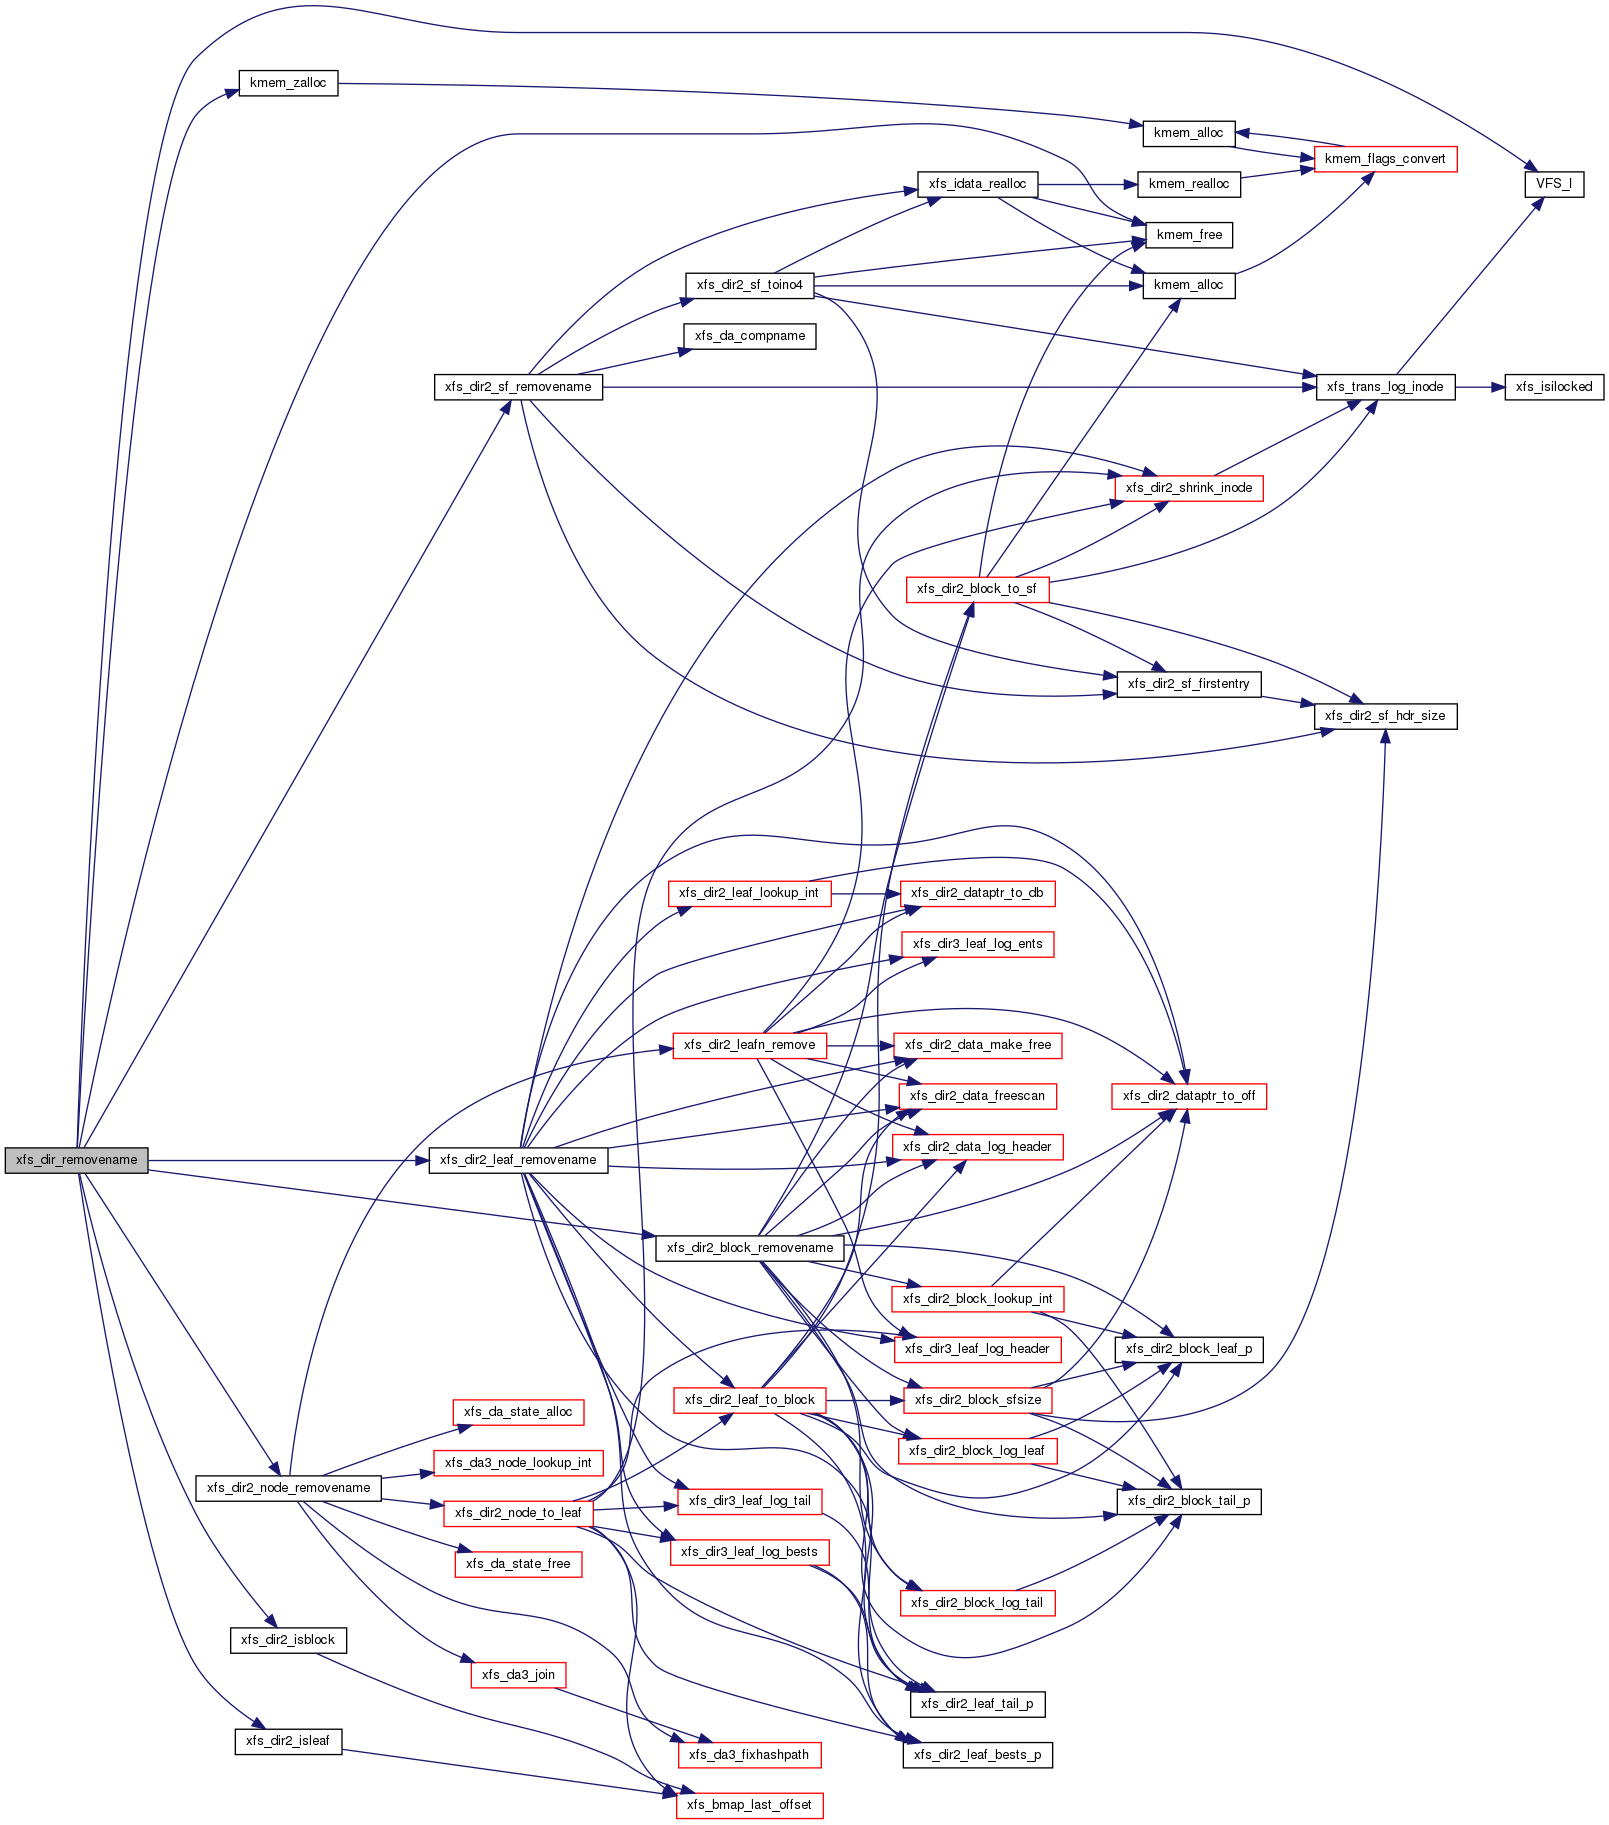 kmem_zalloc
kmem_alloc
kmem_flags_convert
xfs_idata_realloc
kmem_realloc
VFS_I
kmem_free
xfs_dir2_sf_toino4
kmem_alloc
xfs_da_compname
xfs_dir2_sf_removename
xfs_trans_log_inode
xfs_isilocked
xfs_dir2_shrink_inode
xfs_dir2_block_to_sf
xfs_dir2_sf_firstentry
xfs_dir2_sf_hdr_size
xfs_dir2_leaf_lookup_int
xfs_dir2_dataptr_to_db
xfs_dir3_leaf_log_ents
xfs_dir2_leafn_remove
xfs_dir2_data_make_free
xfs_dir2_data_freescan
xfs_dir2_dataptr_to_off
xfs_dir2_data_log_header
xfs_dir_removename
xfs_dir2_leaf_removename
xfs_dir2_block_removename
xfs_dir2_block_lookup_int
xfs_dir3_leaf_log_header
xfs_dir2_block_leaf_p
xfs_dir2_leaf_to_block
xfs_dir2_block_sfsize
xfs_da_state_alloc
xfs_dir2_block_log_leaf
xfs_da3_node_lookup_int
xfs_dir2_node_removename
xfs_dir3_leaf_log_tail
xfs_dir2_block_tail_p
xfs_dir2_node_to_leaf
xfs_dir3_leaf_log_bests
xfs_da_state_free
xfs_dir2_block_log_tail
xfs_dir2_isblock
xfs_da3_join
xfs_dir2_leaf_tail_p
xfs_dir2_isleaf
xfs_da3_fixhashpath
xfs_dir2_leaf_bests_p
xfs_bmap_last_offset